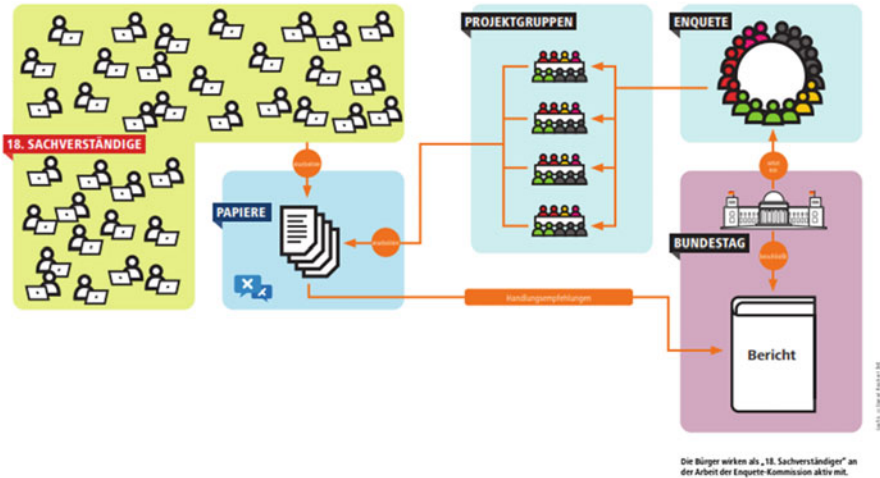 PROJEKTGRUPPEN
ENQUETE
18. SACHVERSTÄNDIGE
PAPIERE
BUNDESTAG
Handlungsempfehlungen
Bericht
Die Bürger wirken als „18. Sachverständiger“ an
der Arbeit der Enquete-Kommission aktiv mit.